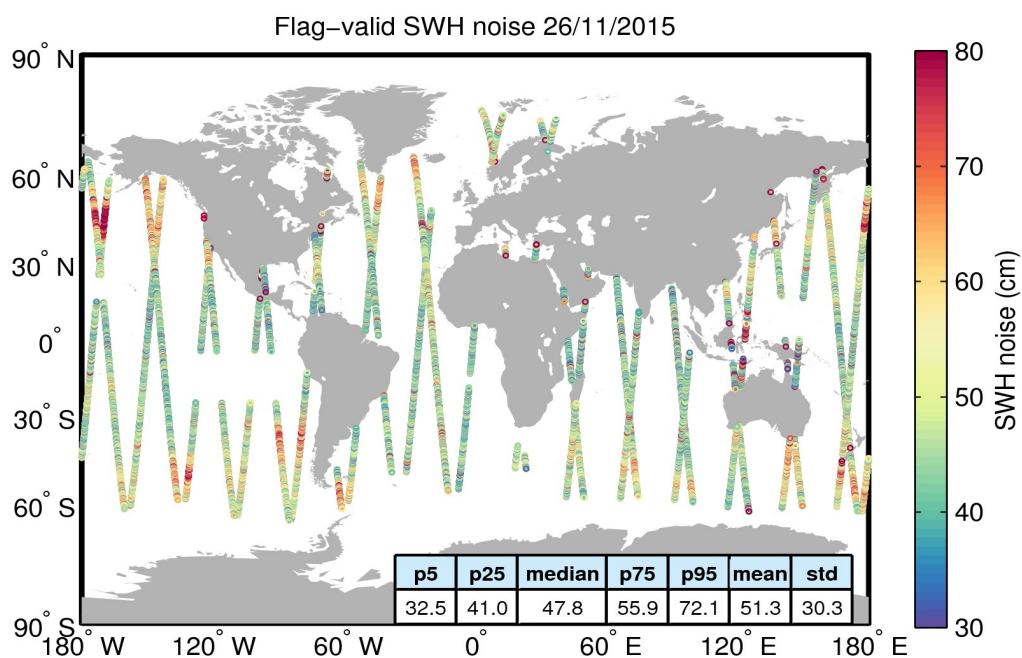 Flag−valid SWH noise 26/11/2015
90° N
60° N
30° N
0°
30° S
60° S
90° S
180° W
120° W
60° W
0°
60° E
120° E
180° E
80
70
60
50
40
30
SWH noise (cm)
p5 p25 median p75 p95 mean std
32.5 41.0 47.8 55.9 72.1 51.3 30.3